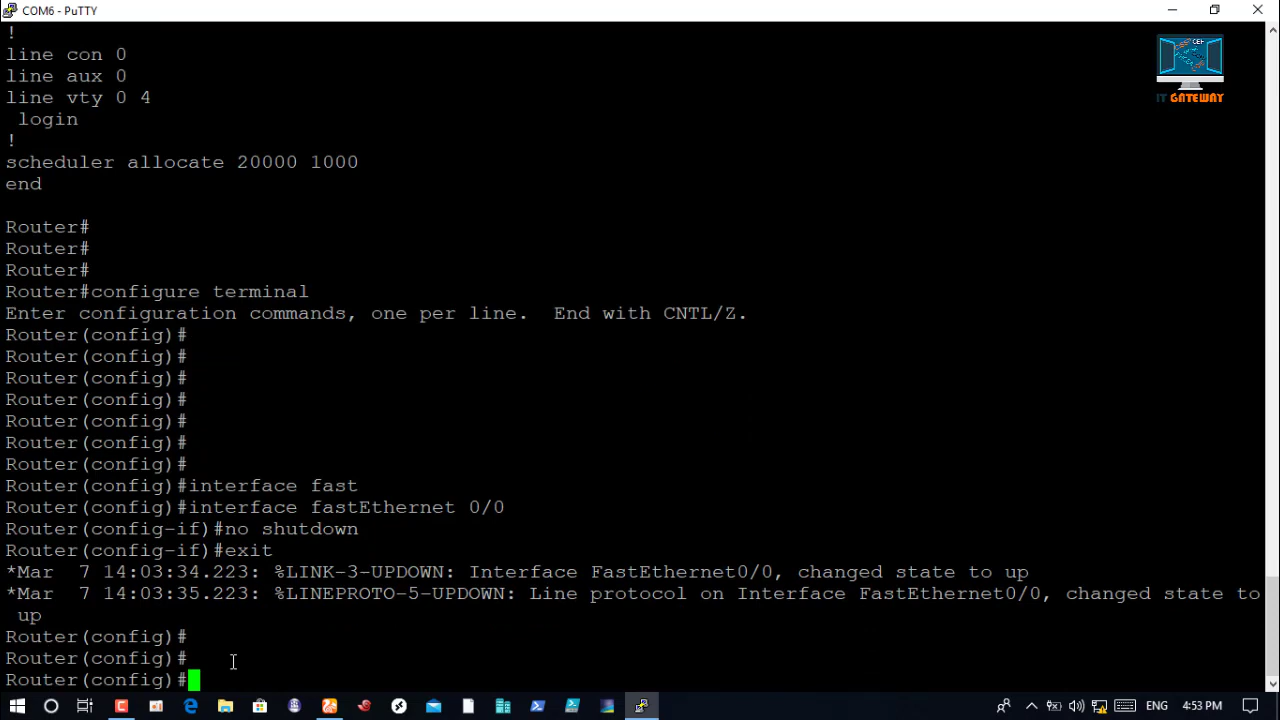 COM6 - PuTTY
!
line con 0
line aux 0
line vty 0 4
 login
!
scheduler allocate 20000 1000
end
Router#
Router#
Router#
Router#configure terminal
Enter configuration commands, one per line.  End with CNTL/Z.
Router(config)#
Router(config)#
Router(config)#
Router(config)#
Router(config)#
Router(config)#
Router(config)#
Router(config)#interface fast
Router(config)#interface fastEthernet 0/0
Router(config-if)#no shutdown
Router(config-if)#exit
*Mar  7 14:03:34.223: %LINK-3-UPDOWN: Interface FastEthernet0/0, changed state to up
*Mar  7 14:03:35.223: %LINEPROTO-5-UPDOWN: Line protocol on Interface FastEthernet0/0, changed state to
 up
Router(config)#
Router(config)#
Router(config)#
CEF
IT GATEWAY
ENG
4:53 PM